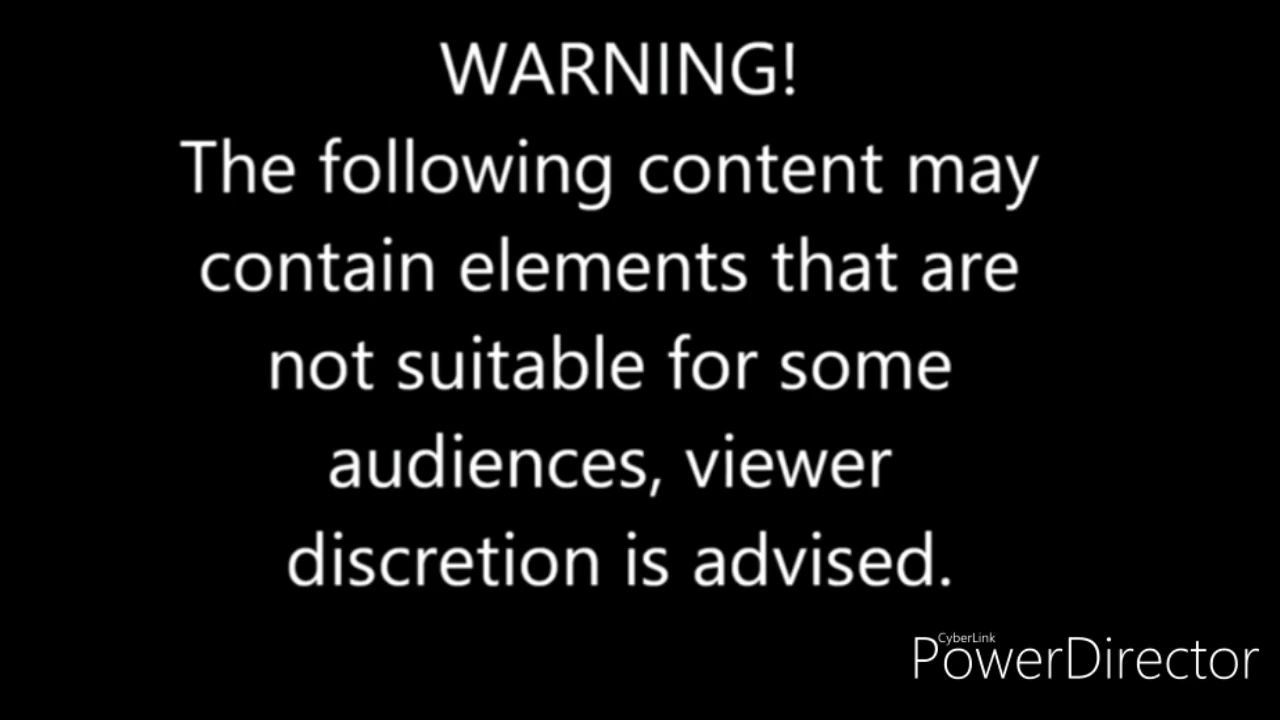 WARNING!
The following content may
contain elements that are
not suitable for some
audiences, viewer
discretion is advised.
CyberLink
PowerDirector